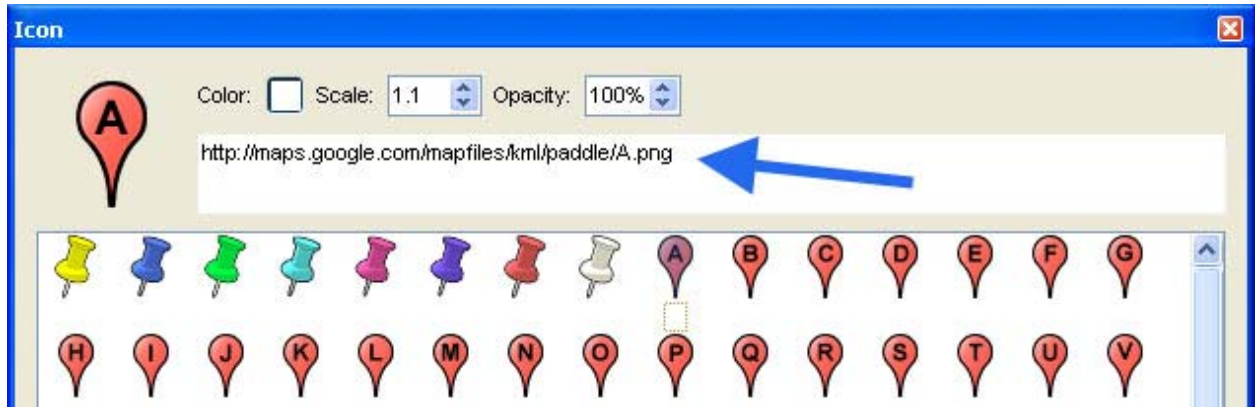 Icon
Color: Scale: 1.1 Opacity: 100%
A
http://maps.google.com/mapfiles/kml/paddle/A.png
A B C D E F G
H I J K L M N O P Q R S T U V